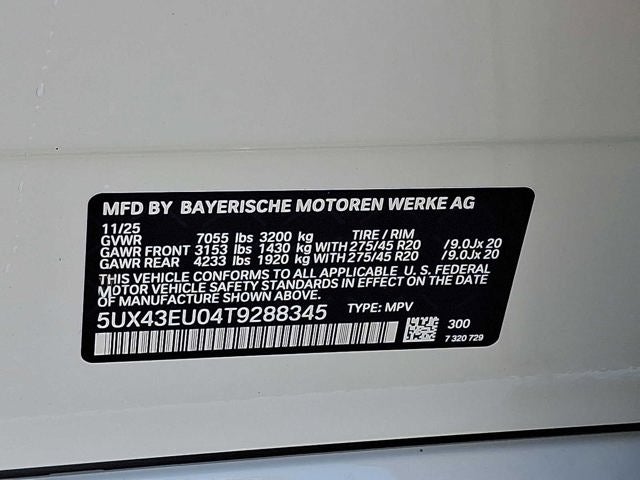 MFD BY BAYERISCHE MOTOREN WERKE AG
11/25
GVWR 7055 lbs 3200 kg TIRE / RIM
GAWR FRONT 3153 lbs 1430 kg WITH 275/45 R20 /9.0Jx 20
GAWR REAR 4233 lbs 1920 kg WITH 275/45 R20 /9.0Jx 20
THIS VEHICLE CONFORMS TO ALL APPLICABLE U. S. FEDERAL
MOTOR VEHICLE SAFETY STANDARDS IN EFFECT ON THE DATE
OF MANUFACTURE SHOWN ABOVE.
5UX43EU04T9288345 TYPE: MPV
300
7 320 729